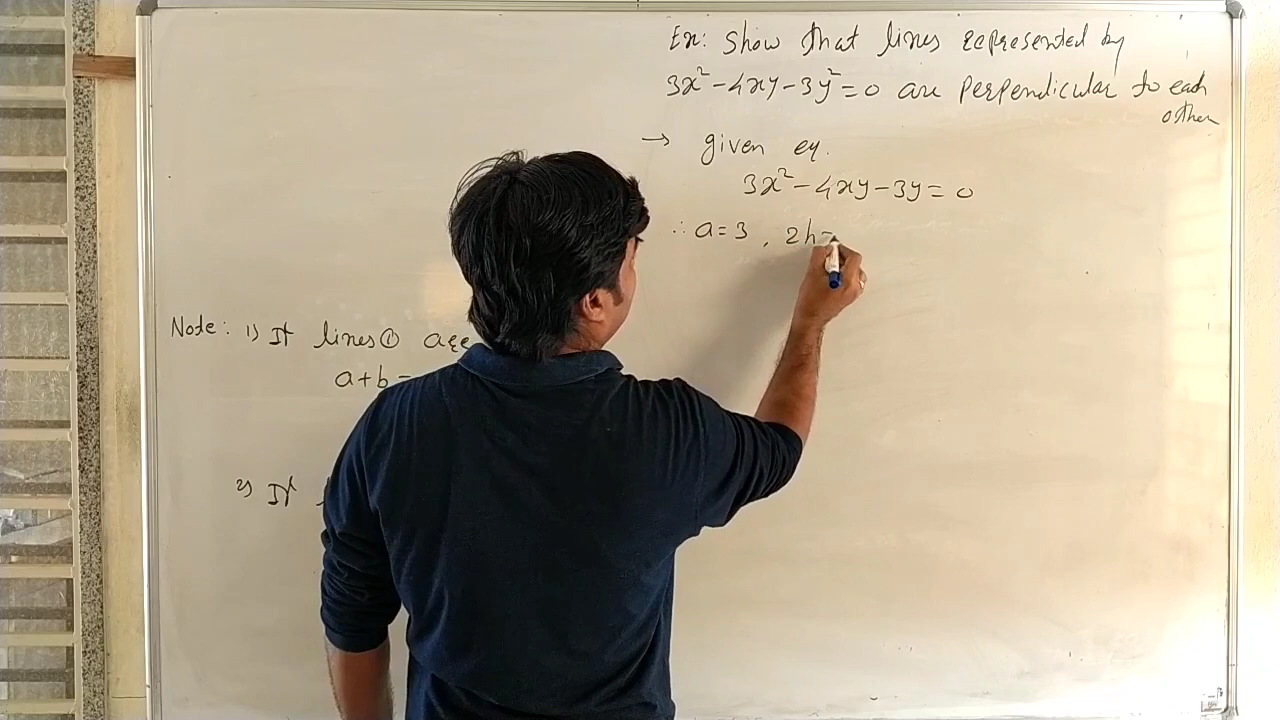 Ex: Show that lines represented by
3x² - 4xy - 3y² = 0 are perpendicular to each
other
→ given eq.
3x² - 4xy - 3y = 0
∴ a = 3 , 2h =
Note: 1) If lines ① are
a + b =
2) If